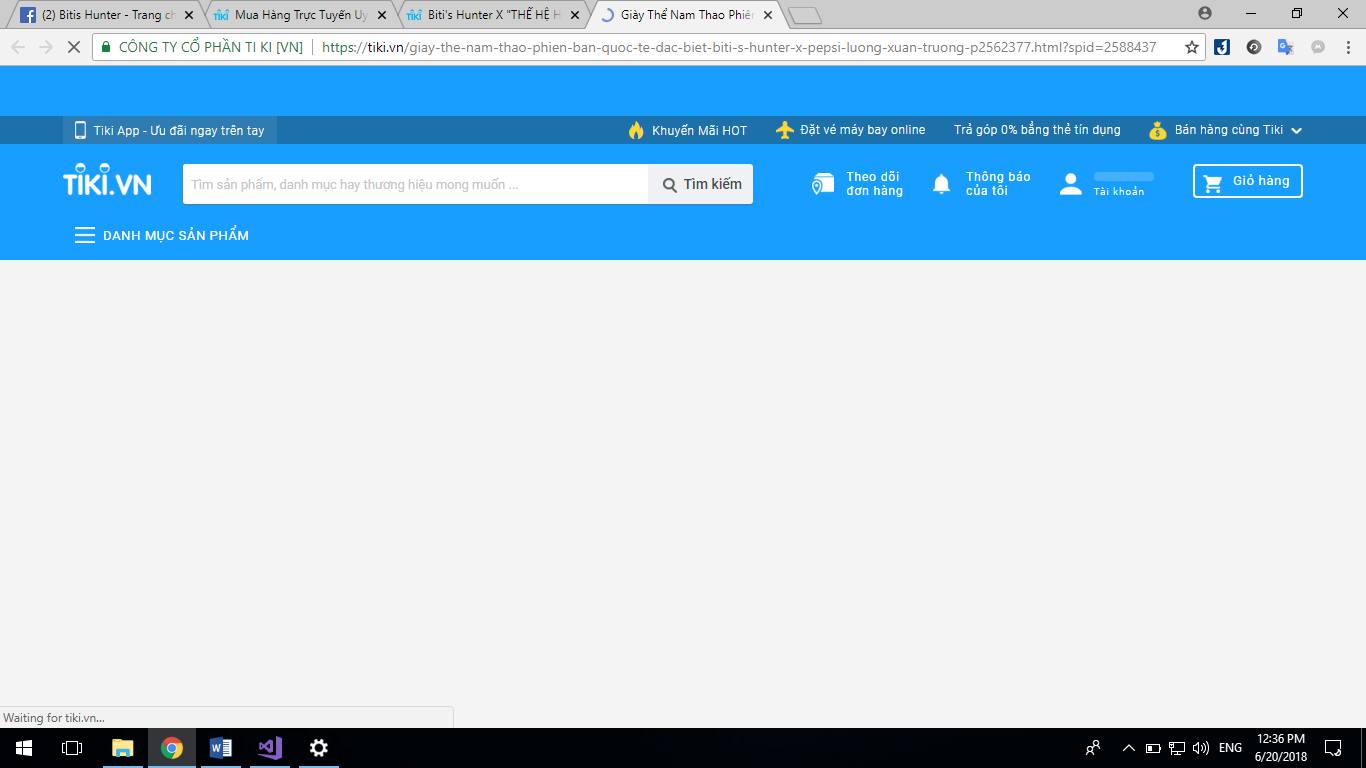 (2) Bitis Hunter - Trang ch
Mua Hàng Trực Tuyến Uy
Biti's Hunter X "THẾ HỆ H
Giày Thể Nam Thao Phiên
CÔNG TY CỔ PHẦN TI KI [VN]
https://tiki.vn/giay-the-nam-thao-phien-ban-quoc-te-dac-biet-biti-s-hunter-x-pepsi-luong-xuan-truong-p2562377.html?spid=2588437
Tiki App - Ưu đãi ngay trên tay
Khuyến Mãi HOT
Đặt vé máy bay online
Trả góp 0% bằng thẻ tín dụng
Bán hàng cùng Tiki
TIKI.VN
Tìm sản phẩm, danh mục hay thương hiệu mong muốn ...
Tìm kiếm
Theo dõi
đơn hàng
Thông báo
của tôi
Tài khoản
Giỏ hàng
DANH MỤC SẢN PHẨM
Waiting for tiki.vn...
ENG
12:36 PM
6/20/2018